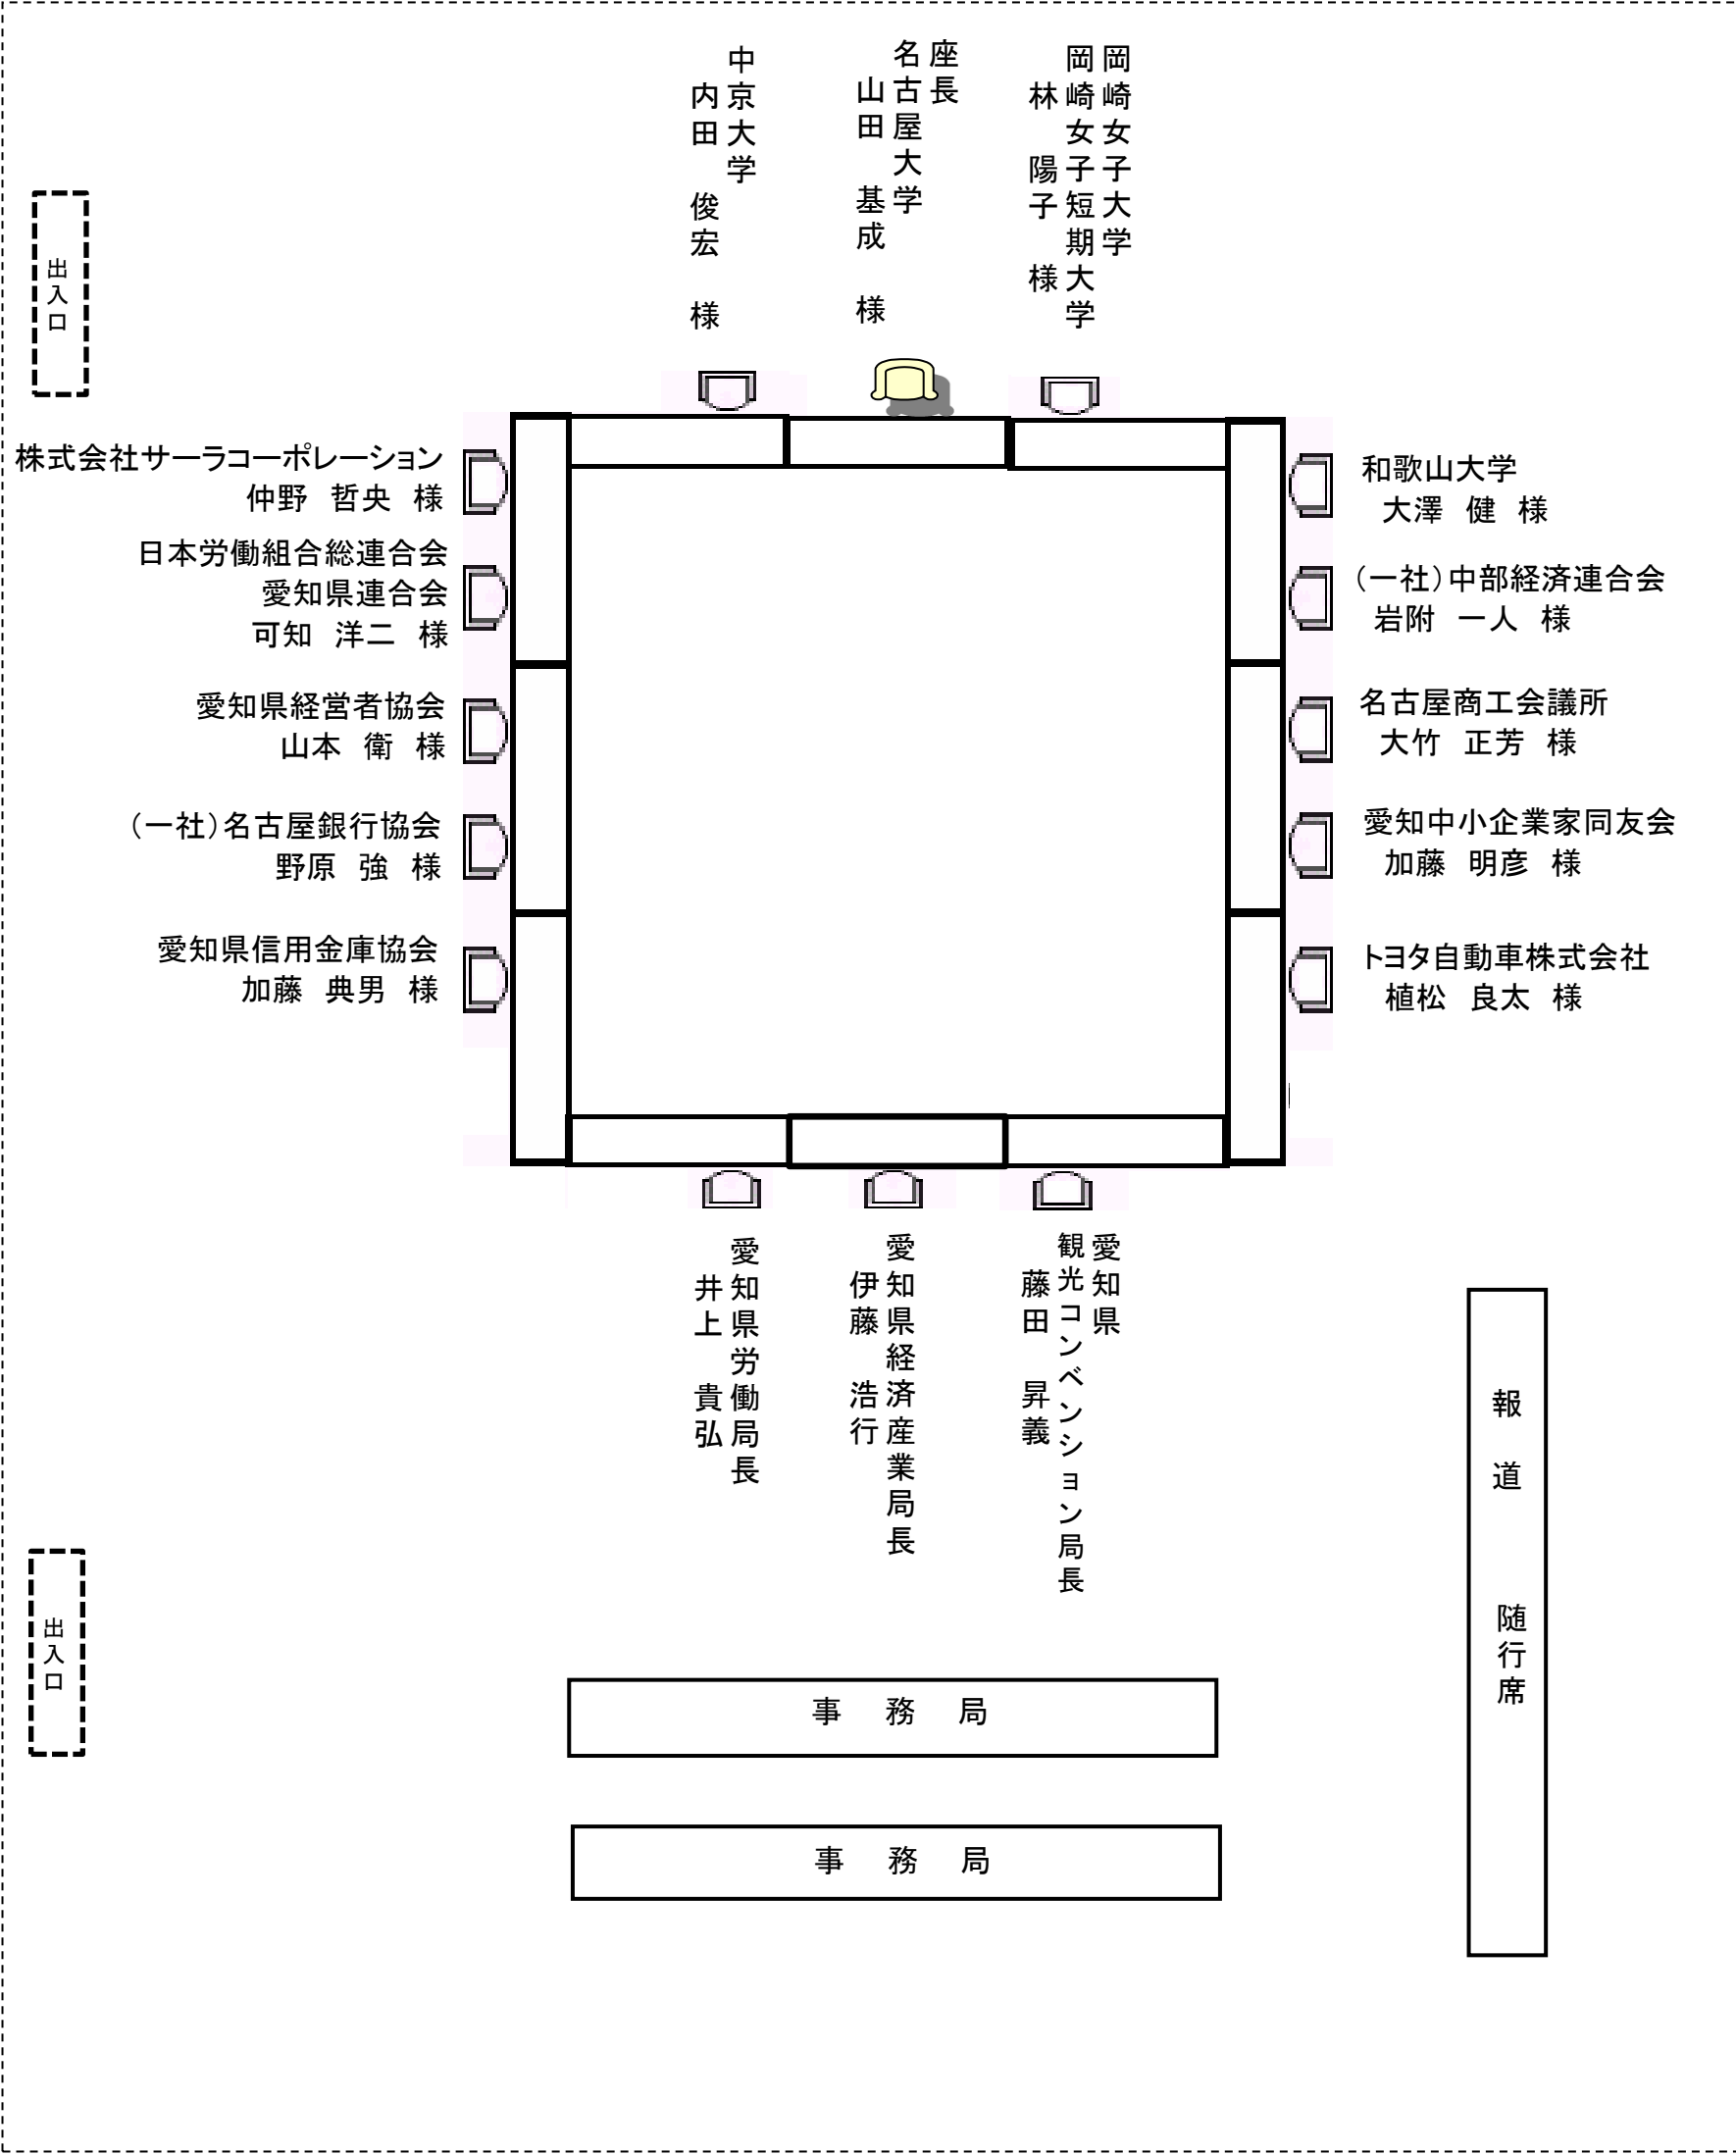 岡崎女子大学
岡崎女子短期大学
林　陽子　様
座長
名古屋大学
山田　基成　様
中京大学
内田　俊宏　様
出入口
株式会社サーラコーポレーション
仲野　哲央　様
日本労働組合総連合会
愛知県連合会
可知　洋二　様
愛知県経営者協会
山本　衛　様
（一社）名古屋銀行協会
野原　強　様
愛知県信用金庫協会
加藤　典男　様
和歌山大学
大澤　健　様
（一社）中部経済連合会
岩附　一人　様
名古屋商工会議所
大竹　正芳　様
愛知中小企業家同友会
加藤　明彦　様
トヨタ自動車株式会社
植松　良太　様
愛知県
観光コンベンション局長
藤田　昇義
愛知県経済産業局長
伊藤　浩行
愛知県労働局長
井上　貴弘
報　道
随行席
出入口
事　務　局
事　務　局